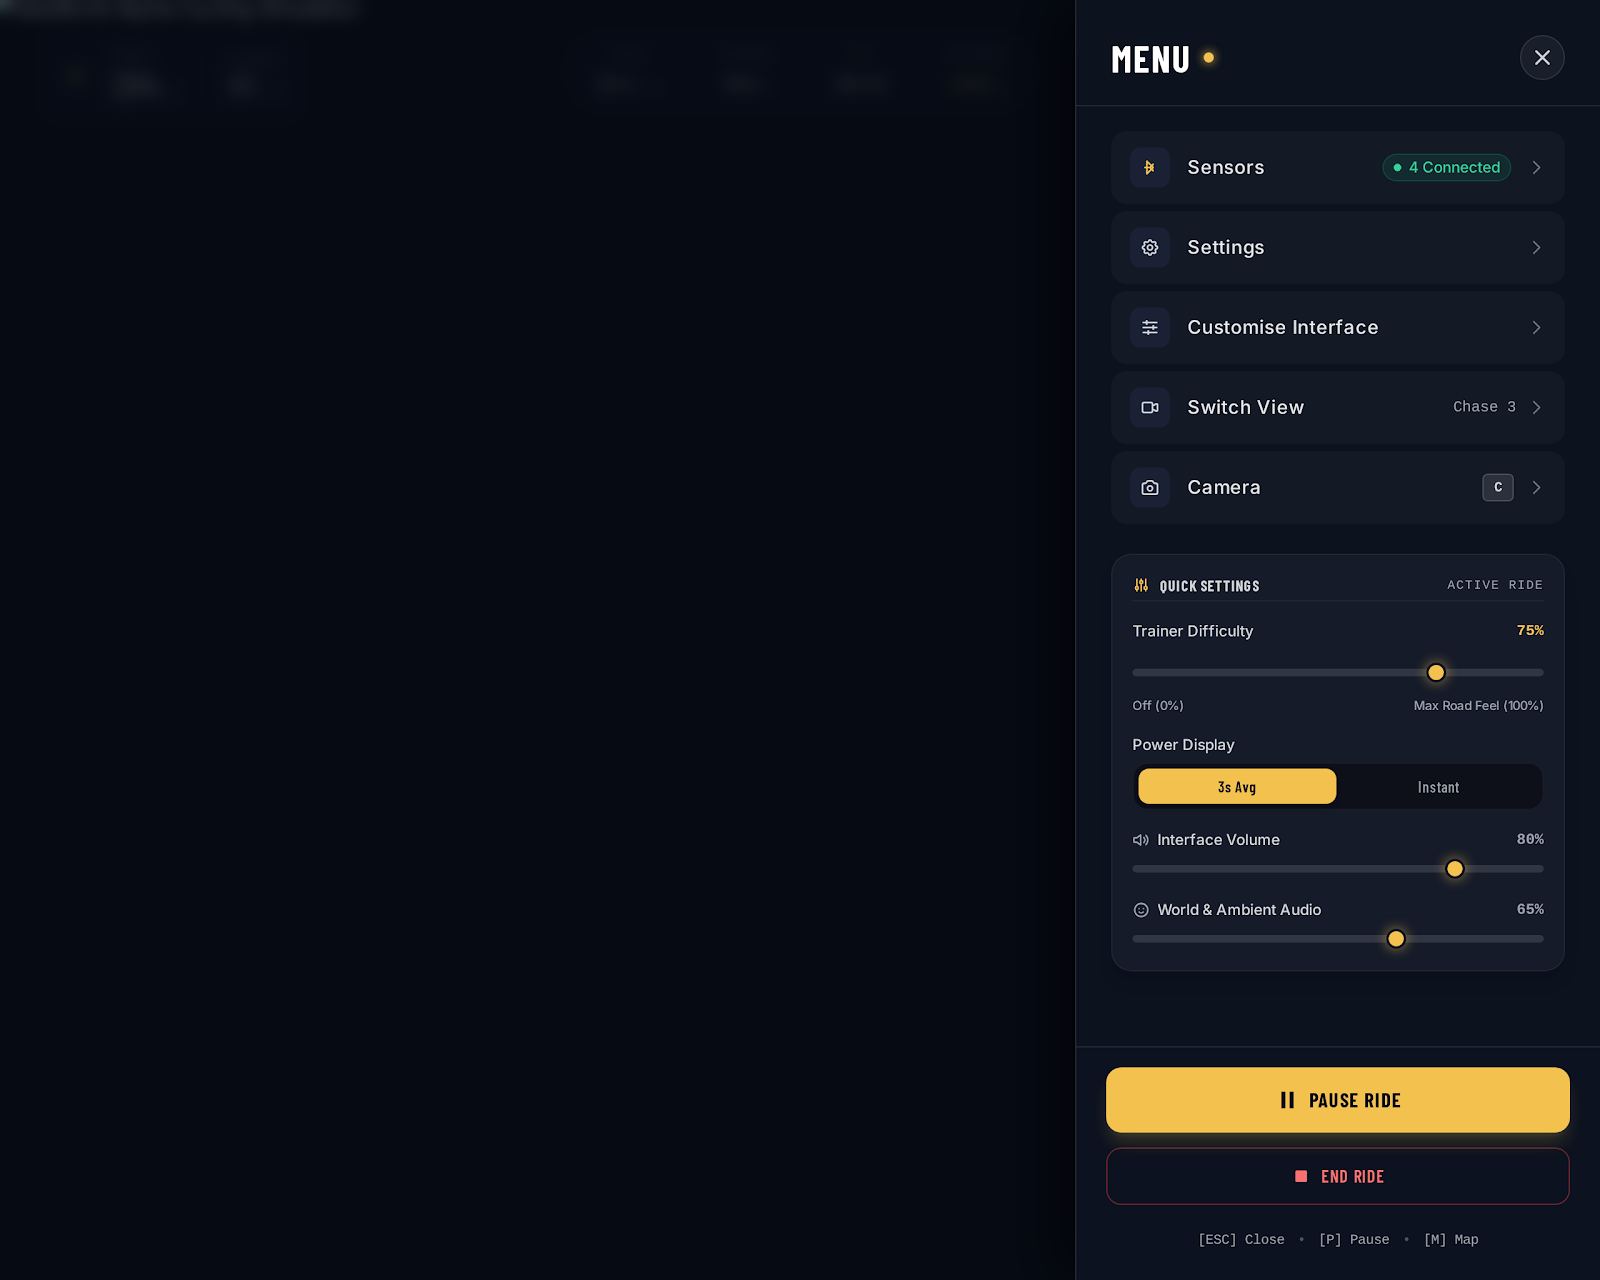 MENU
Sensors
4 Connected
Settings
Customise Interface
Switch View
Chase 3
Camera
C
QUICK SETTINGS
ACTIVE RIDE
Trainer Difficulty
75%
Off (0%)
Max Road Feel (100%)
Power Display
3s Avg
Instant
Interface Volume
80%
World & Ambient Audio
65%
PAUSE RIDE
END RIDE
[ESC] Close • [P] Pause • [M] Map